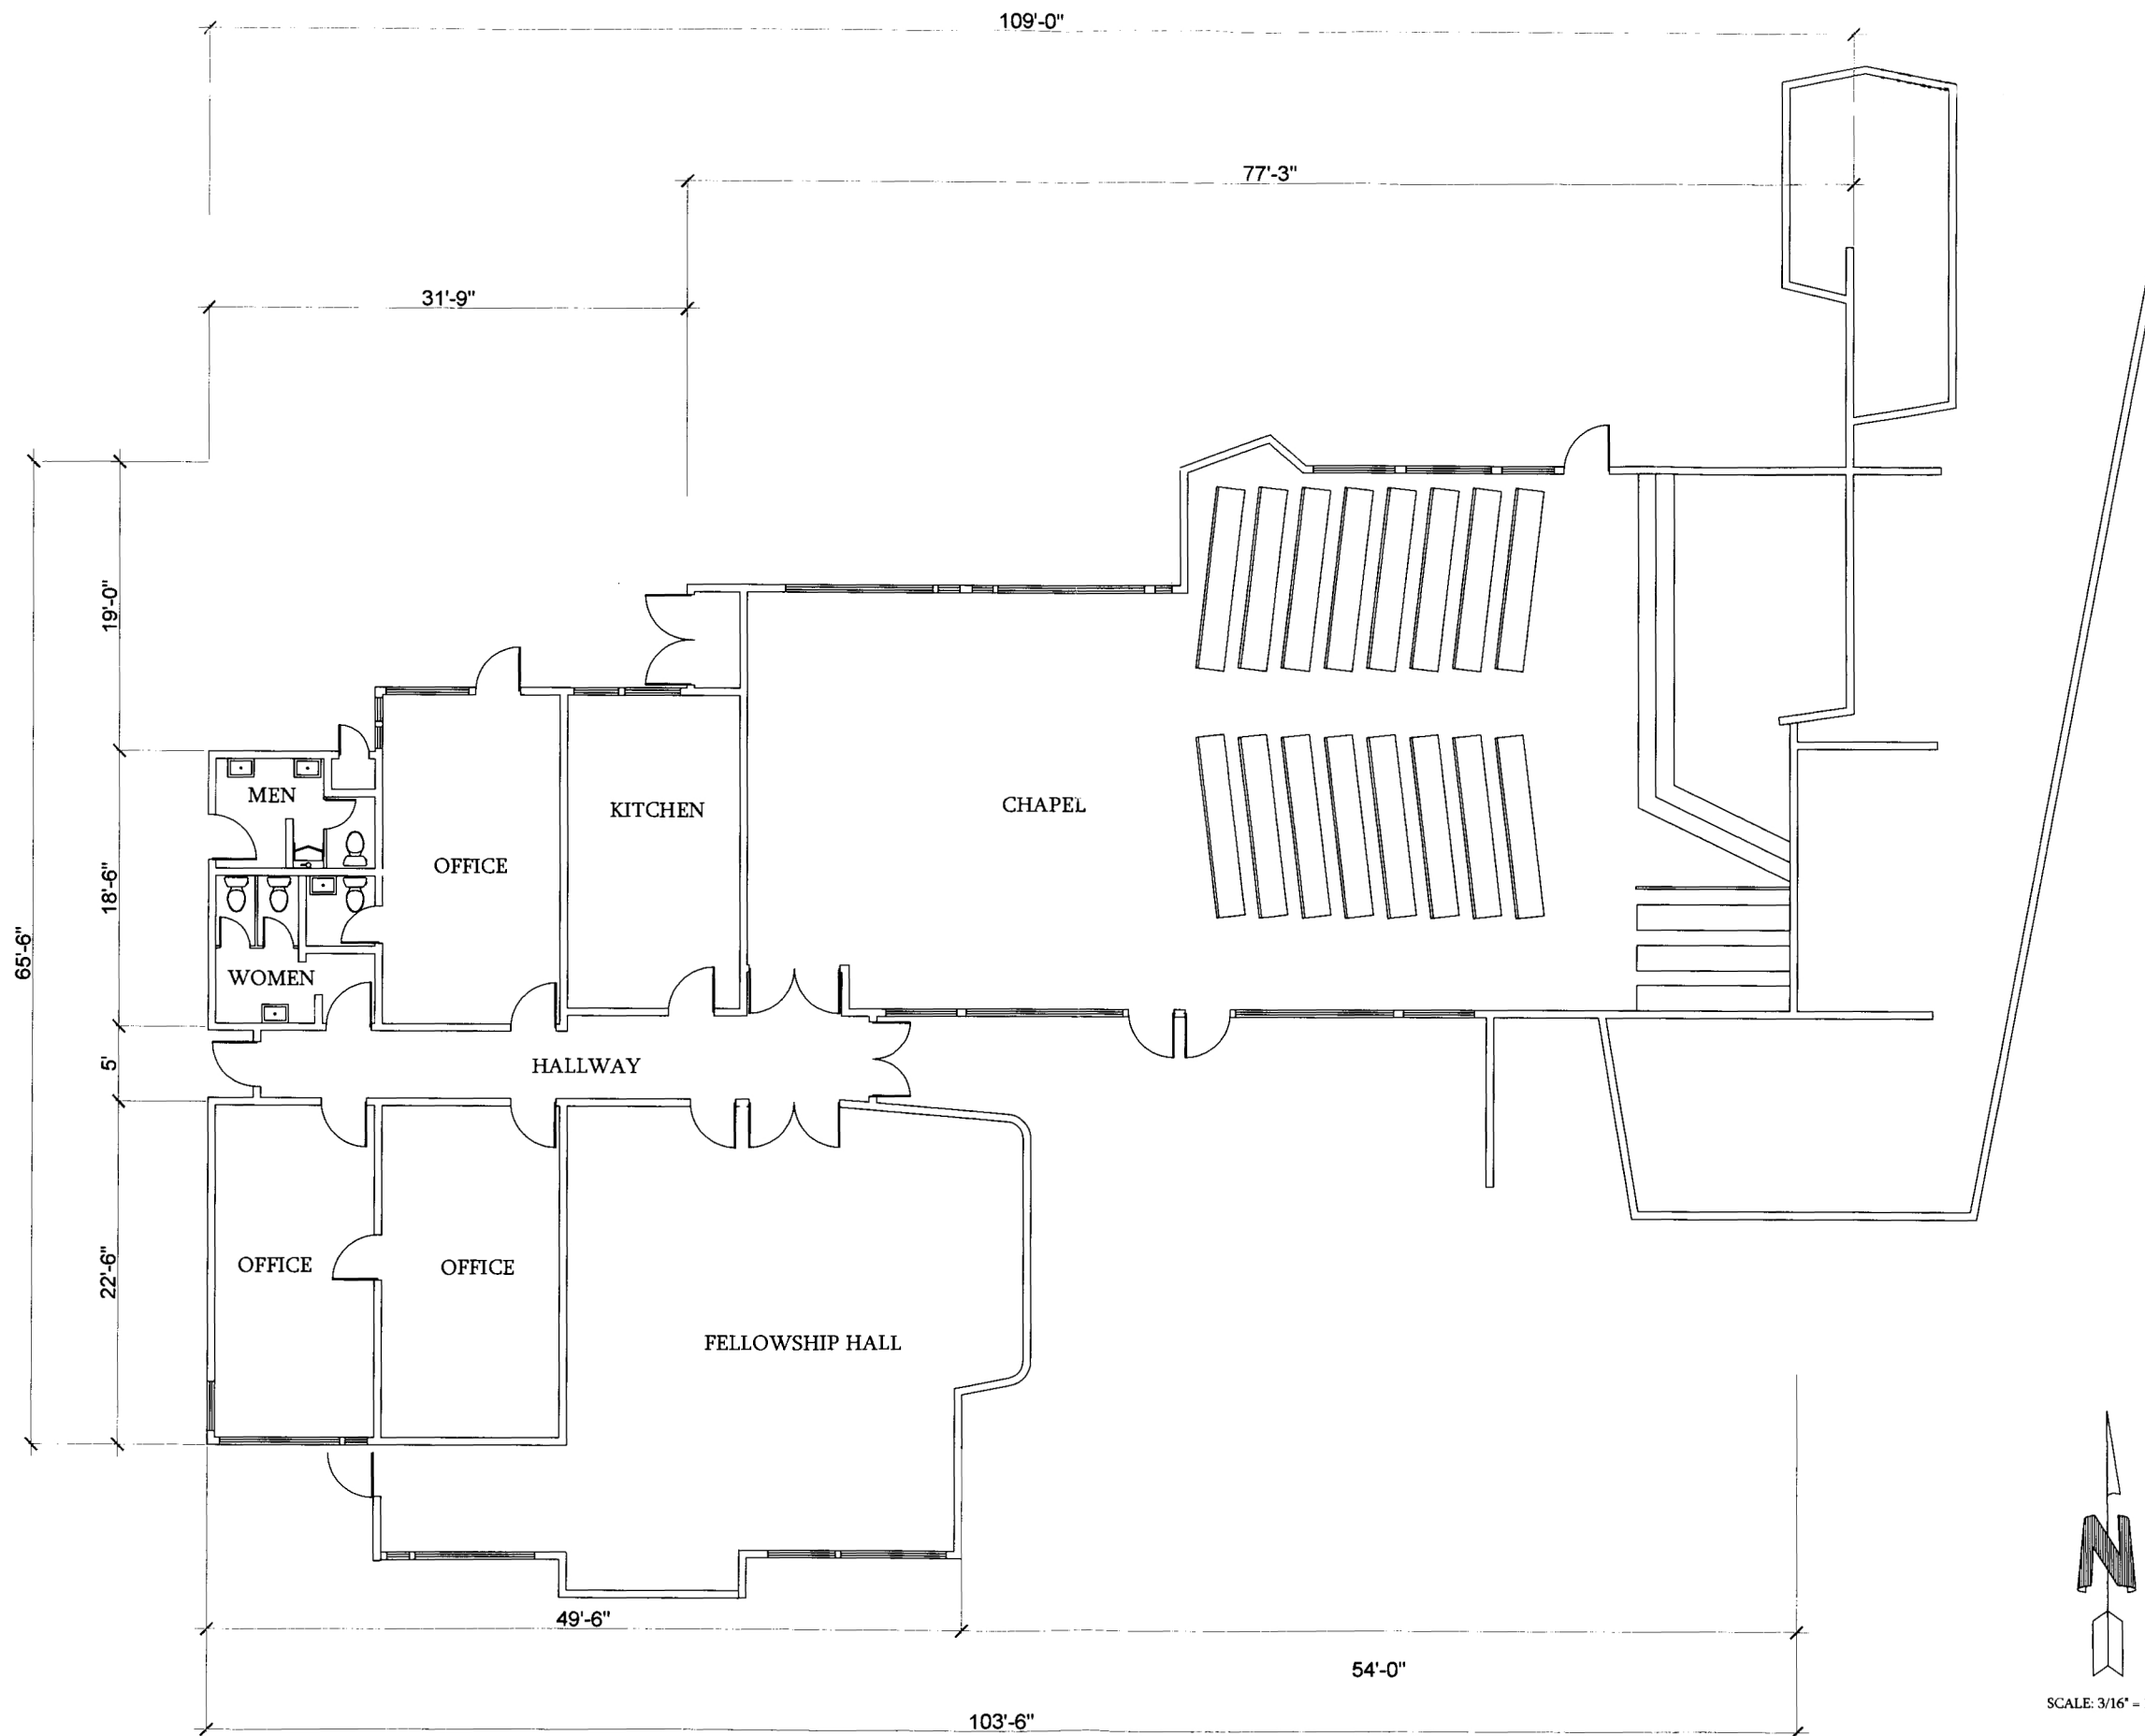 109'-0"
77'-3"
31'-9"
19'-0"
MEN
KITCHEN
CHAPEL
OFFICE
18'-6"
65'-6"
WOMEN
5'
HALLWAY
22'-6"
OFFICE
OFFICE
FELLOWSHIP HALL
N
49'-6"
54'-0"
SCALE: 3/16" =
103'-6"